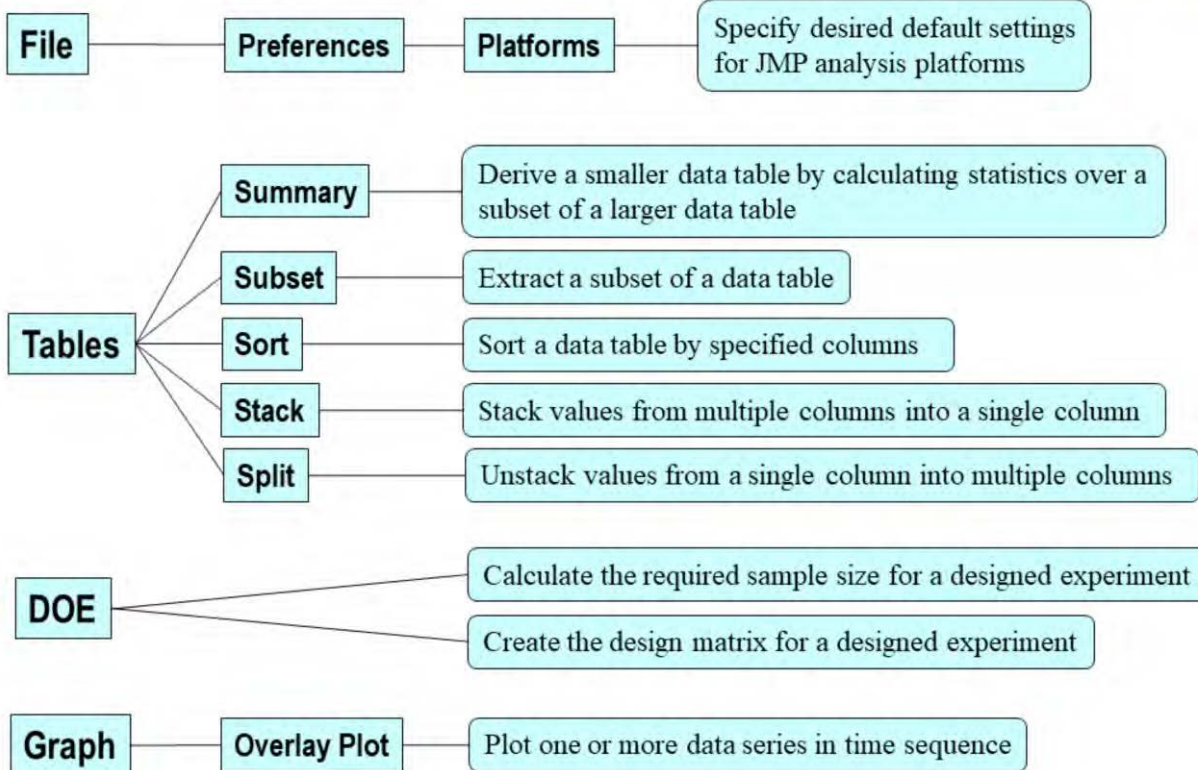 File
Preferences
Platforms
Specify desired default settings
for JMP analysis platforms
Tables
Summary
Derive a smaller data table by calculating statistics over a
subset of a larger data table
Subset
Extract a subset of a data table
Sort
Sort a data table by specified columns
Stack
Stack values from multiple columns into a single column
Split
Unstack values from a single column into multiple columns
DOE
Calculate the required sample size for a designed experiment
Create the design matrix for a designed experiment
Graph
Overlay Plot
Plot one or more data series in time sequence